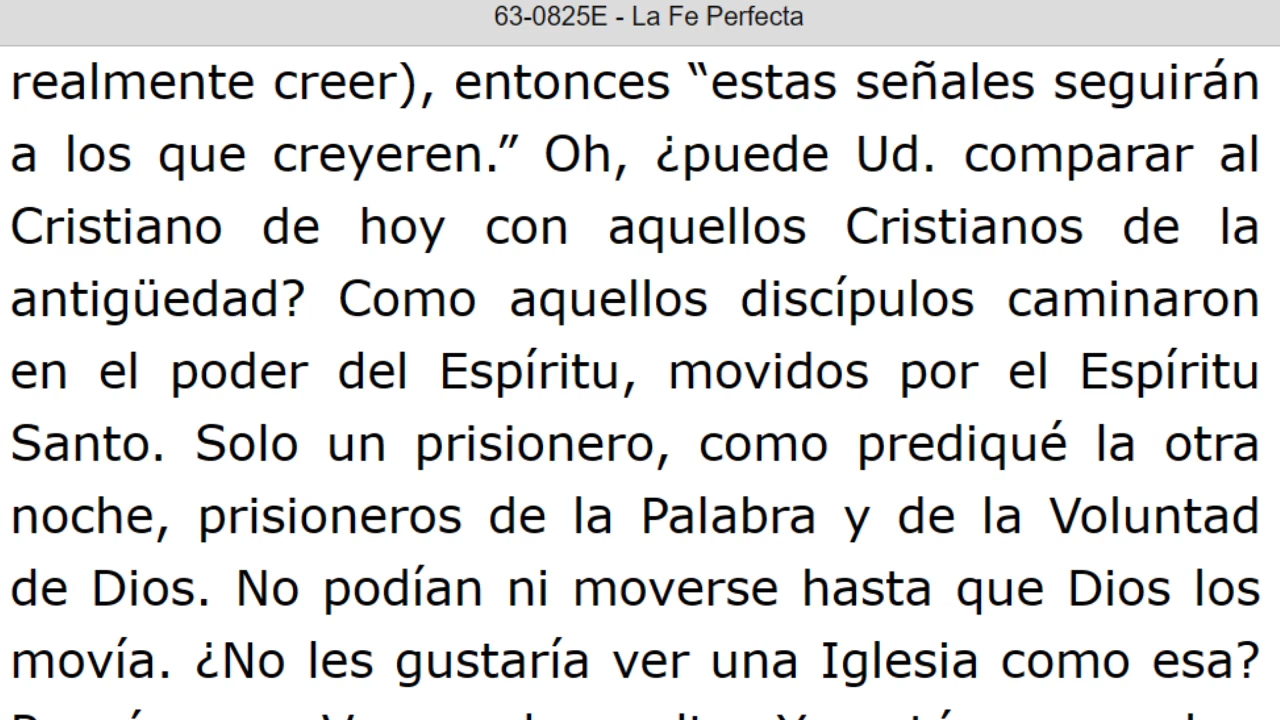 63-0825E - La Fe Perfecta
realmente creer), entonces “estas señales seguirán
a los que creyeren.” Oh, ¿puede Ud. comparar al
Cristiano de hoy con aquellos Cristianos de la
antigüedad? Como aquellos discípulos caminaron
en el poder del Espíritu, movidos por el Espíritu
Santo. Solo un prisionero, como prediqué la otra
noche, prisioneros de la Palabra y de la Voluntad
de Dios. No podían ni moverse hasta que Dios los
movía. ¿No les gustaría ver una Iglesia como esa?